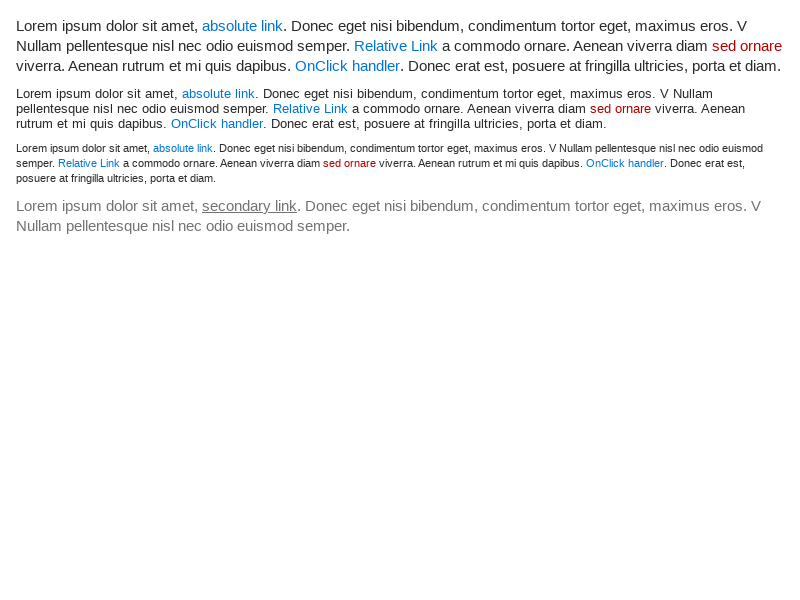 Lorem ipsum dolor sit amet, absolute link. Donec eget nisi bibendum, condimentum tortor eget, maximus eros. V
Nullam pellentesque nisl nec odio euismod semper. Relative Link a commodo ornare. Aenean viverra diam sed ornare
viverra. Aenean rutrum et mi quis dapibus. OnClick handler. Donec erat est, posuere at fringilla ultricies, porta et diam.
Lorem ipsum dolor sit amet, absolute link. Donec eget nisi bibendum, condimentum tortor eget, maximus eros. V Nullam
pellentesque nisl nec odio euismod semper. Relative Link a commodo ornare. Aenean viverra diam sed ornare viverra. Aenean
rutrum et mi quis dapibus. OnClick handler. Donec erat est, posuere at fringilla ultricies, porta et diam.
Lorem ipsum dolor sit amet, absolute link. Donec eget nisi bibendum, condimentum tortor eget, maximus eros. V Nullam pellentesque nisl nec odio euismod
semper. Relative Link a commodo ornare. Aenean viverra diam sed ornare viverra. Aenean rutrum et mi quis dapibus. OnClick handler. Donec erat est,
posuere at fringilla ultricies, porta et diam.
Lorem ipsum dolor sit amet, secondary link. Donec eget nisi bibendum, condimentum tortor eget, maximus eros. V
Nullam pellentesque nisl nec odio euismod semper.